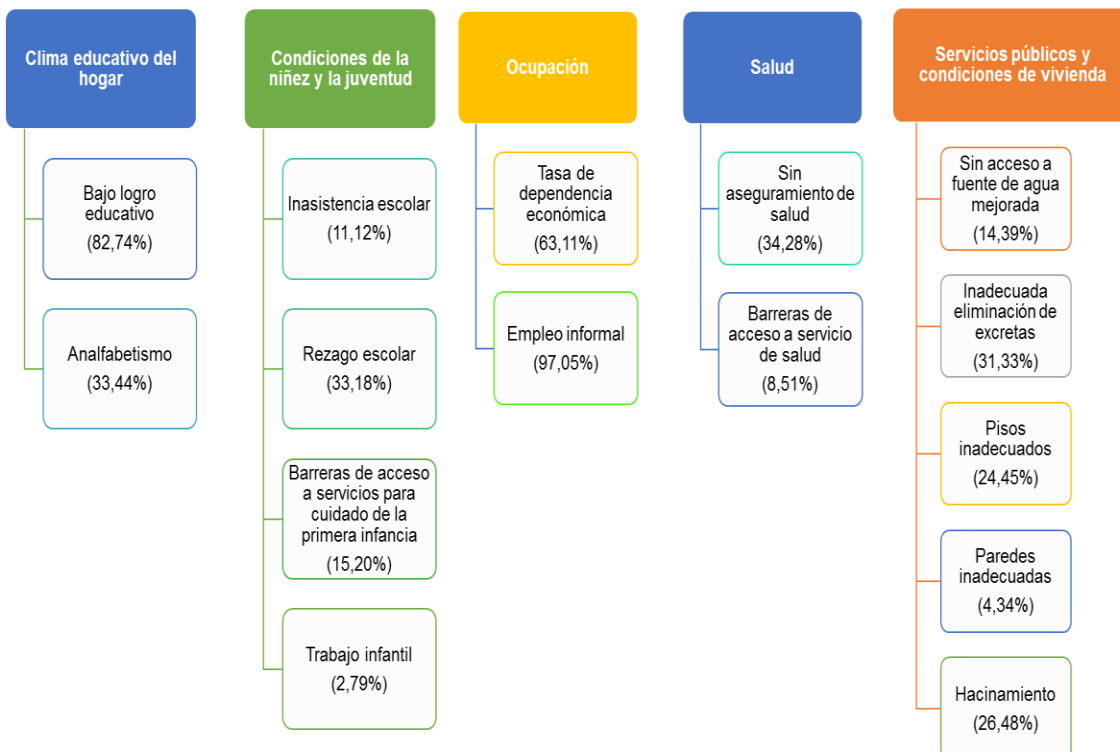 Clima educativo del
hogar
Bajo logro
educativo
(82,74%)
Analfabetismo
(33,44%)
Condiciones de la
niñez y la juventud
Inasistencia escolar
(11,12%)
Rezago escolar
(33,18%)
Barreras de acceso
a servicios para
cuidado de la
primera infancia
(15,20%)
Trabajo infantil
(2,79%)
Ocupación
Tasa de
dependencia
económica
(63,11%)
Empleo informal
(97,05%)
Salud
Sin
aseguramiento de
salud
(34,28%)
Barreras de
acceso a servicio
de salud
(8,51%)
Servicios públicos y
condiciones de vivienda
Sin acceso a
fuente de agua
mejorada
(14,39%)
Inadecuada
eliminación de
excretas
(31,33%)
Pisos
inadecuados
(24,45%)
Paredes
inadecuadas
(4,34%)
Hacinamiento
(26,48%)